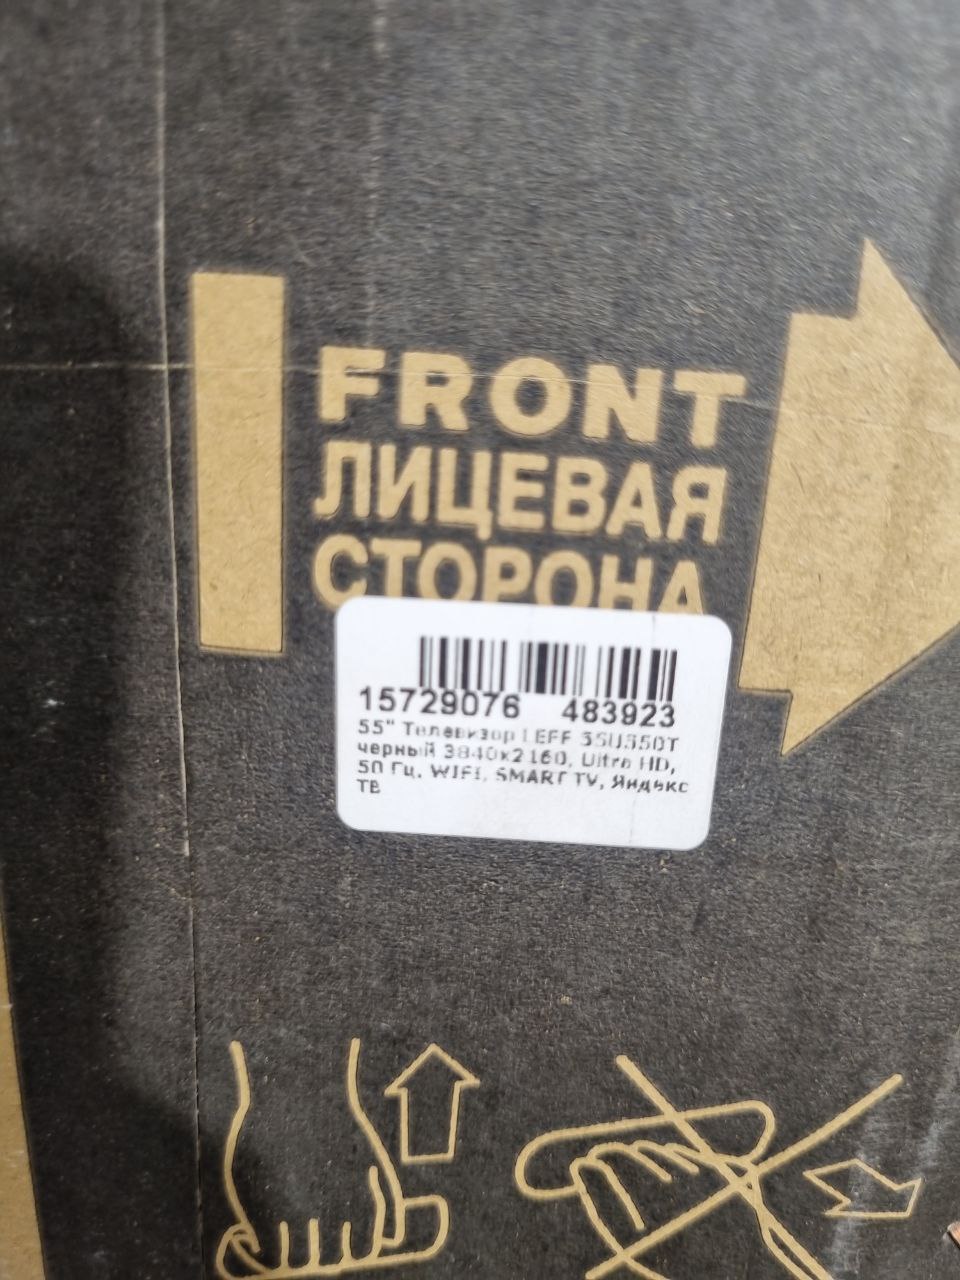 FRONT
ЛИЦЕВАЯ
СТОРОНА
15729076 483923
55" Телевизор LEFF 55U550T
черный 3840x2160, Ultra HD,
50 Гц, WIFI, SMART TV, Яндекс
ТВ